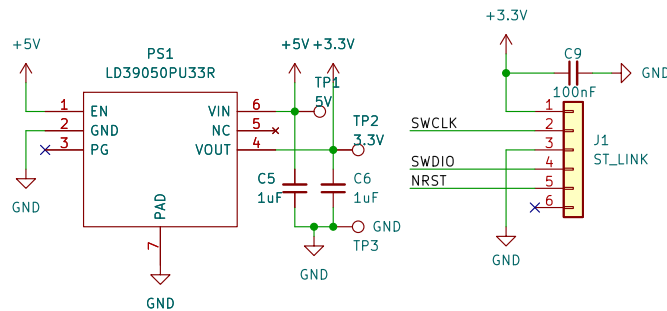 +3.3V
+5V
PS1
LD39050PU33R
+5V +3.3V
C9
GND
100nF
TP1
5V
1 EN
VIN 6
2 GND
NC 5
3 PG
VOUT 4
TP2
3.3V
SWCLK
SWDIO
NRST
1
2
3
4
5
6
J1
ST_LINK
C5
1uF
C6
1uF
PAD
7
GND
GND
TP3
GND
GND
GND